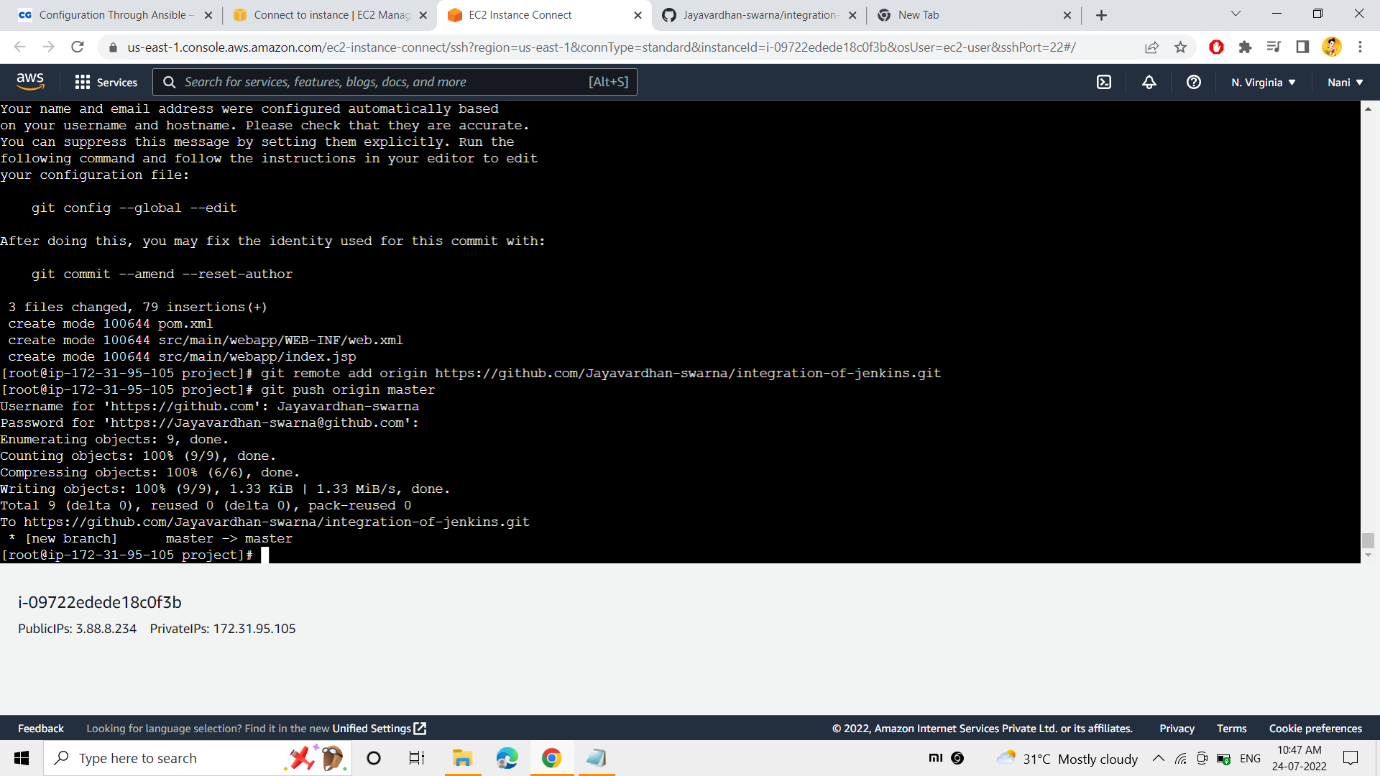 Configuration Through Ansible –
Connect to instance | EC2 Manag
EC2 Instance Connect
Jayavardhan-swarna/integration-
New Tab
us-east-1.console.aws.amazon.com/ec2-instance-connect/ssh?region=us-east-1&connType=standard&instanceId=i-09722edede18c0f3b&osUser=ec2-user&sshPort=22#/
aws
Services
Search for services, features, blogs, docs, and more
[Alt+S]
N. Virginia
Nani
Your name and email address were configured automatically based
on your username and hostname. Please check that they are accurate.
You can suppress this message by setting them explicitly. Run the
following command and follow the instructions in your editor to edit
your configuration file:
git config --global --edit
After doing this, you may fix the identity used for this commit with:
git commit --amend --reset-author
3 files changed, 79 insertions(+)
create mode 100644 pom.xml
create mode 100644 src/main/webapp/WEB-INF/web.xml
create mode 100644 src/main/webapp/index.jsp
[root@ip-172-31-95-105 project]# git remote add origin https://github.com/Jayavardhan-swarna/integration-of-jenkins.git
[root@ip-172-31-95-105 project]# git push origin master
Username for 'https://github.com': Jayavardhan-swarna
Password for 'https://Jayavardhan-swarna@github.com':
Enumerating objects: 9, done.
Counting objects: 100% (9/9), done.
Compressing objects: 100% (6/6), done.
Writing objects: 100% (9/9), 1.33 KiB | 1.33 MiB/s, done.
Total 9 (delta 0), reused 0 (delta 0), pack-reused 0
To https://github.com/Jayavardhan-swarna/integration-of-jenkins.git
* [new branch]      master -> master
[root@ip-172-31-95-105 project]#
i-09722edede18c0f3b
PublicIPs: 3.88.8.234    PrivateIPs: 172.31.95.105
Feedback
Looking for language selection? Find it in the new Unified Settings
© 2022, Amazon Internet Services Private Ltd. or its affiliates.
Privacy
Terms
Cookie preferences
Type here to search
31°C Mostly cloudy
ENG
10:47 AM
24-07-2022